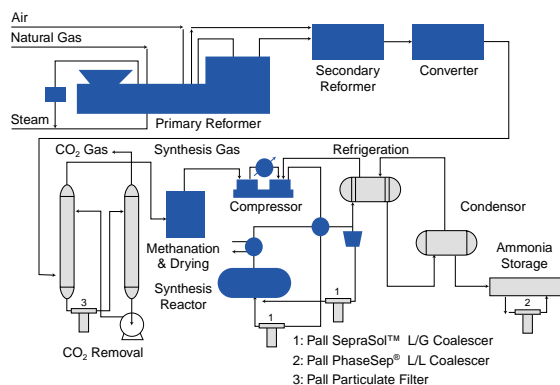 Air
Natural Gas
Steam
Primary Reformer
Secondary
Reformer
Converter
CO₂ Gas
Synthesis Gas
Refrigeration
Compressor
Condensor
Methanation
& Drying
Ammonia
Storage
Synthesis
Reactor
3
1
1
2
CO₂ Removal
1: Pall SepraSol™ L/G Coalescer
2: Pall PhaseSep® L/L Coalescer
3: Pall Particulate Filter